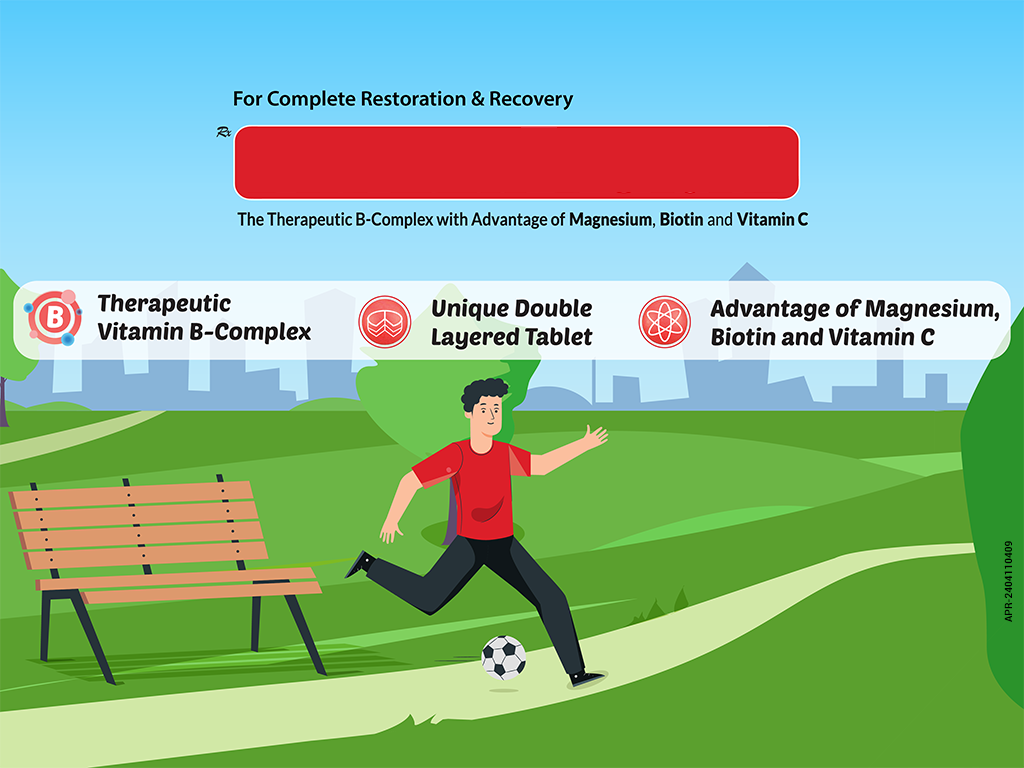 For Complete Restoration & Recovery
Rx
The Therapeutic B-Complex with Advantage of Magnesium, Biotin and Vitamin C
B
Therapeutic
Vitamin B-Complex
Unique Double
Layered Tablet
Advantage of Magnesium,
Biotin and Vitamin C
APR-2404110409